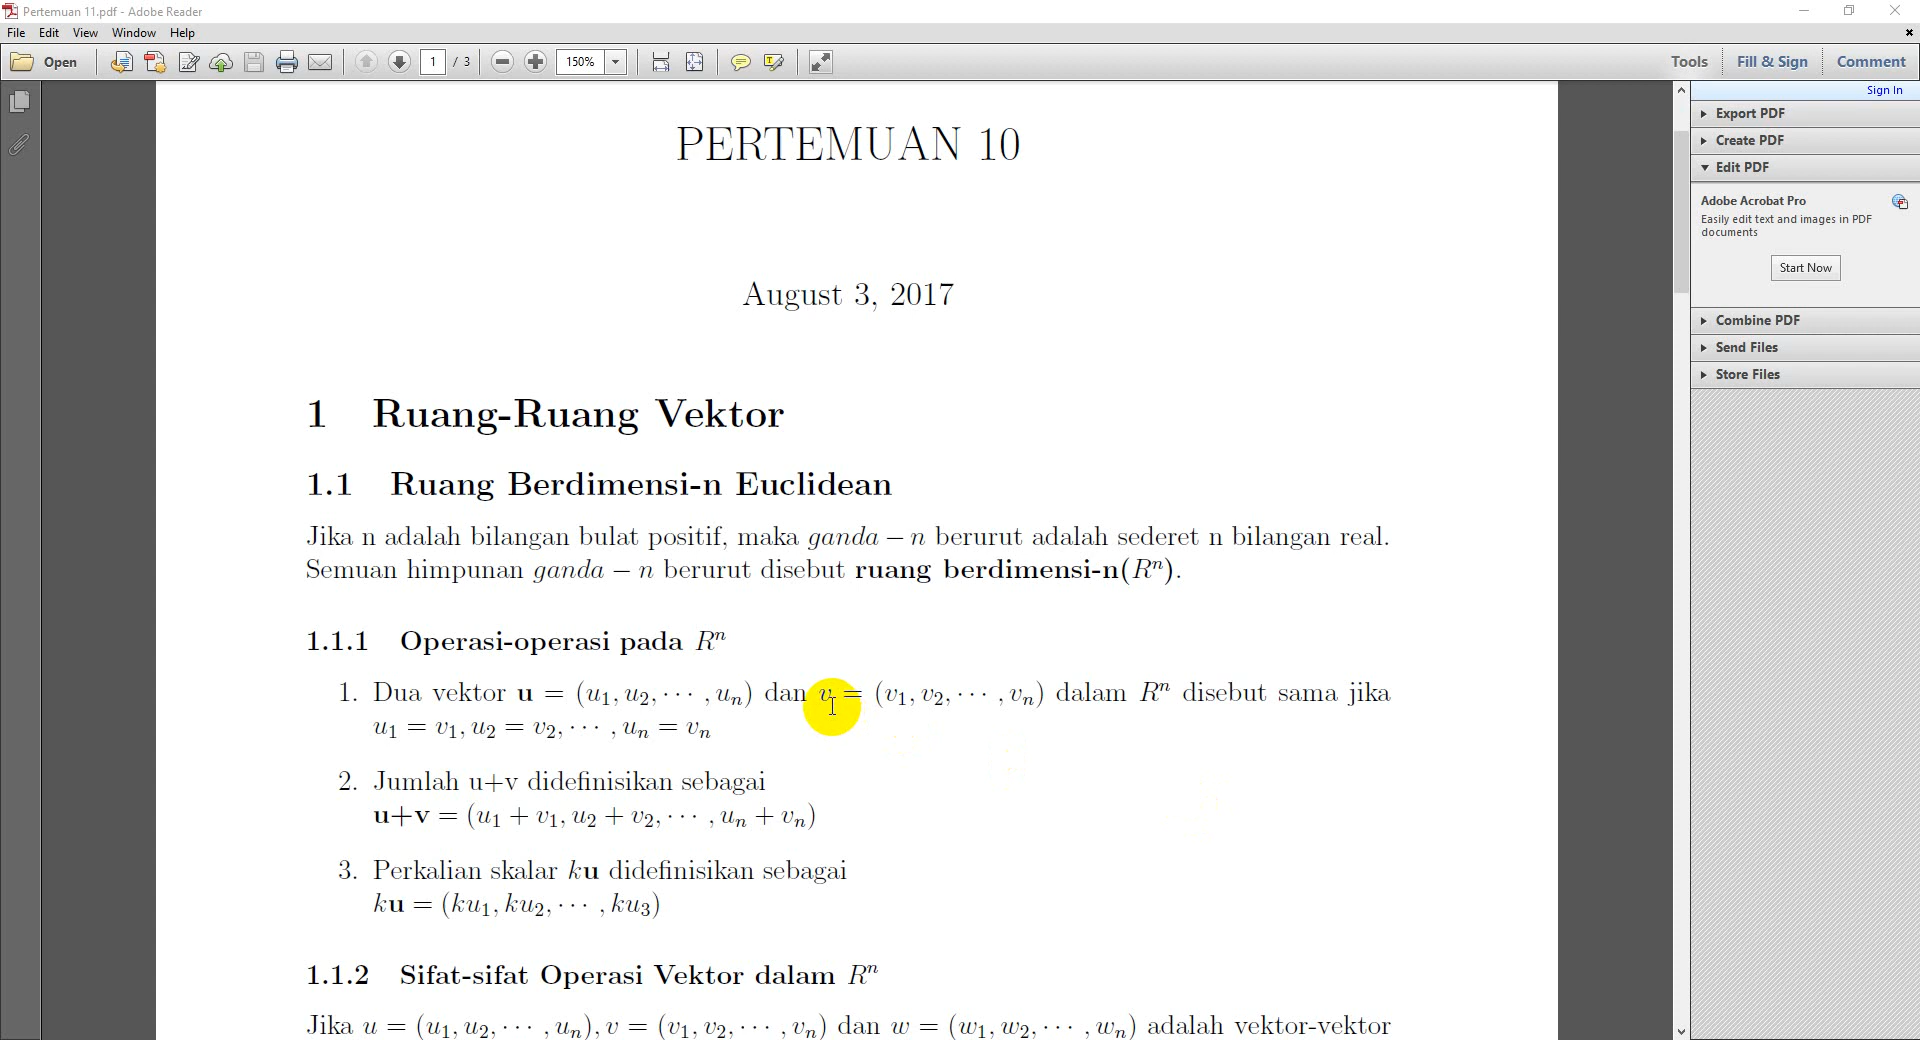 Pertemuan 11.pdf - Adobe Reader
File Edit View Window Help
Open 1 / 3 150% Tools Fill & Sign Comment
Sign In
Export PDF
Create PDF
Edit PDF
Adobe Acrobat Pro
Easily edit text and images in PDF
documents
Start Now
Combine PDF
Send Files
Store Files
PERTEMUAN 10
August 3, 2017
1 Ruang-Ruang Vektor
1.1 Ruang Berdimensi-n Euclidean
Jika n adalah bilangan bulat positif, maka ganda − n berurut adalah sederet n bilangan real.
Semuan himpunan ganda − n berurut disebut ruang berdimensi-n(Rⁿ).
1.1.1 Operasi-operasi pada Rⁿ
1. Dua vektor u = (u₁, u₂, ⋯ , uₙ) dan v = (v₁, v₂, ⋯ , vₙ) dalam Rⁿ disebut sama jika
u₁ = v₁, u₂ = v₂, ⋯ , uₙ = vₙ
2. Jumlah u+v didefinisikan sebagai
u+v = (u₁ + v₁, u₂ + v₂, ⋯ , uₙ + vₙ)
3. Perkalian skalar ku didefinisikan sebagai
ku = (ku₁, ku₂, ⋯ , ku₃)
1.1.2 Sifat-sifat Operasi Vektor dalam Rⁿ
Jika u = (u₁, u₂, ⋯ , uₙ), v = (v₁, v₂, ⋯ , vₙ) dan w = (w₁, w₂, ⋯ , wₙ) adalah vektor-vektor